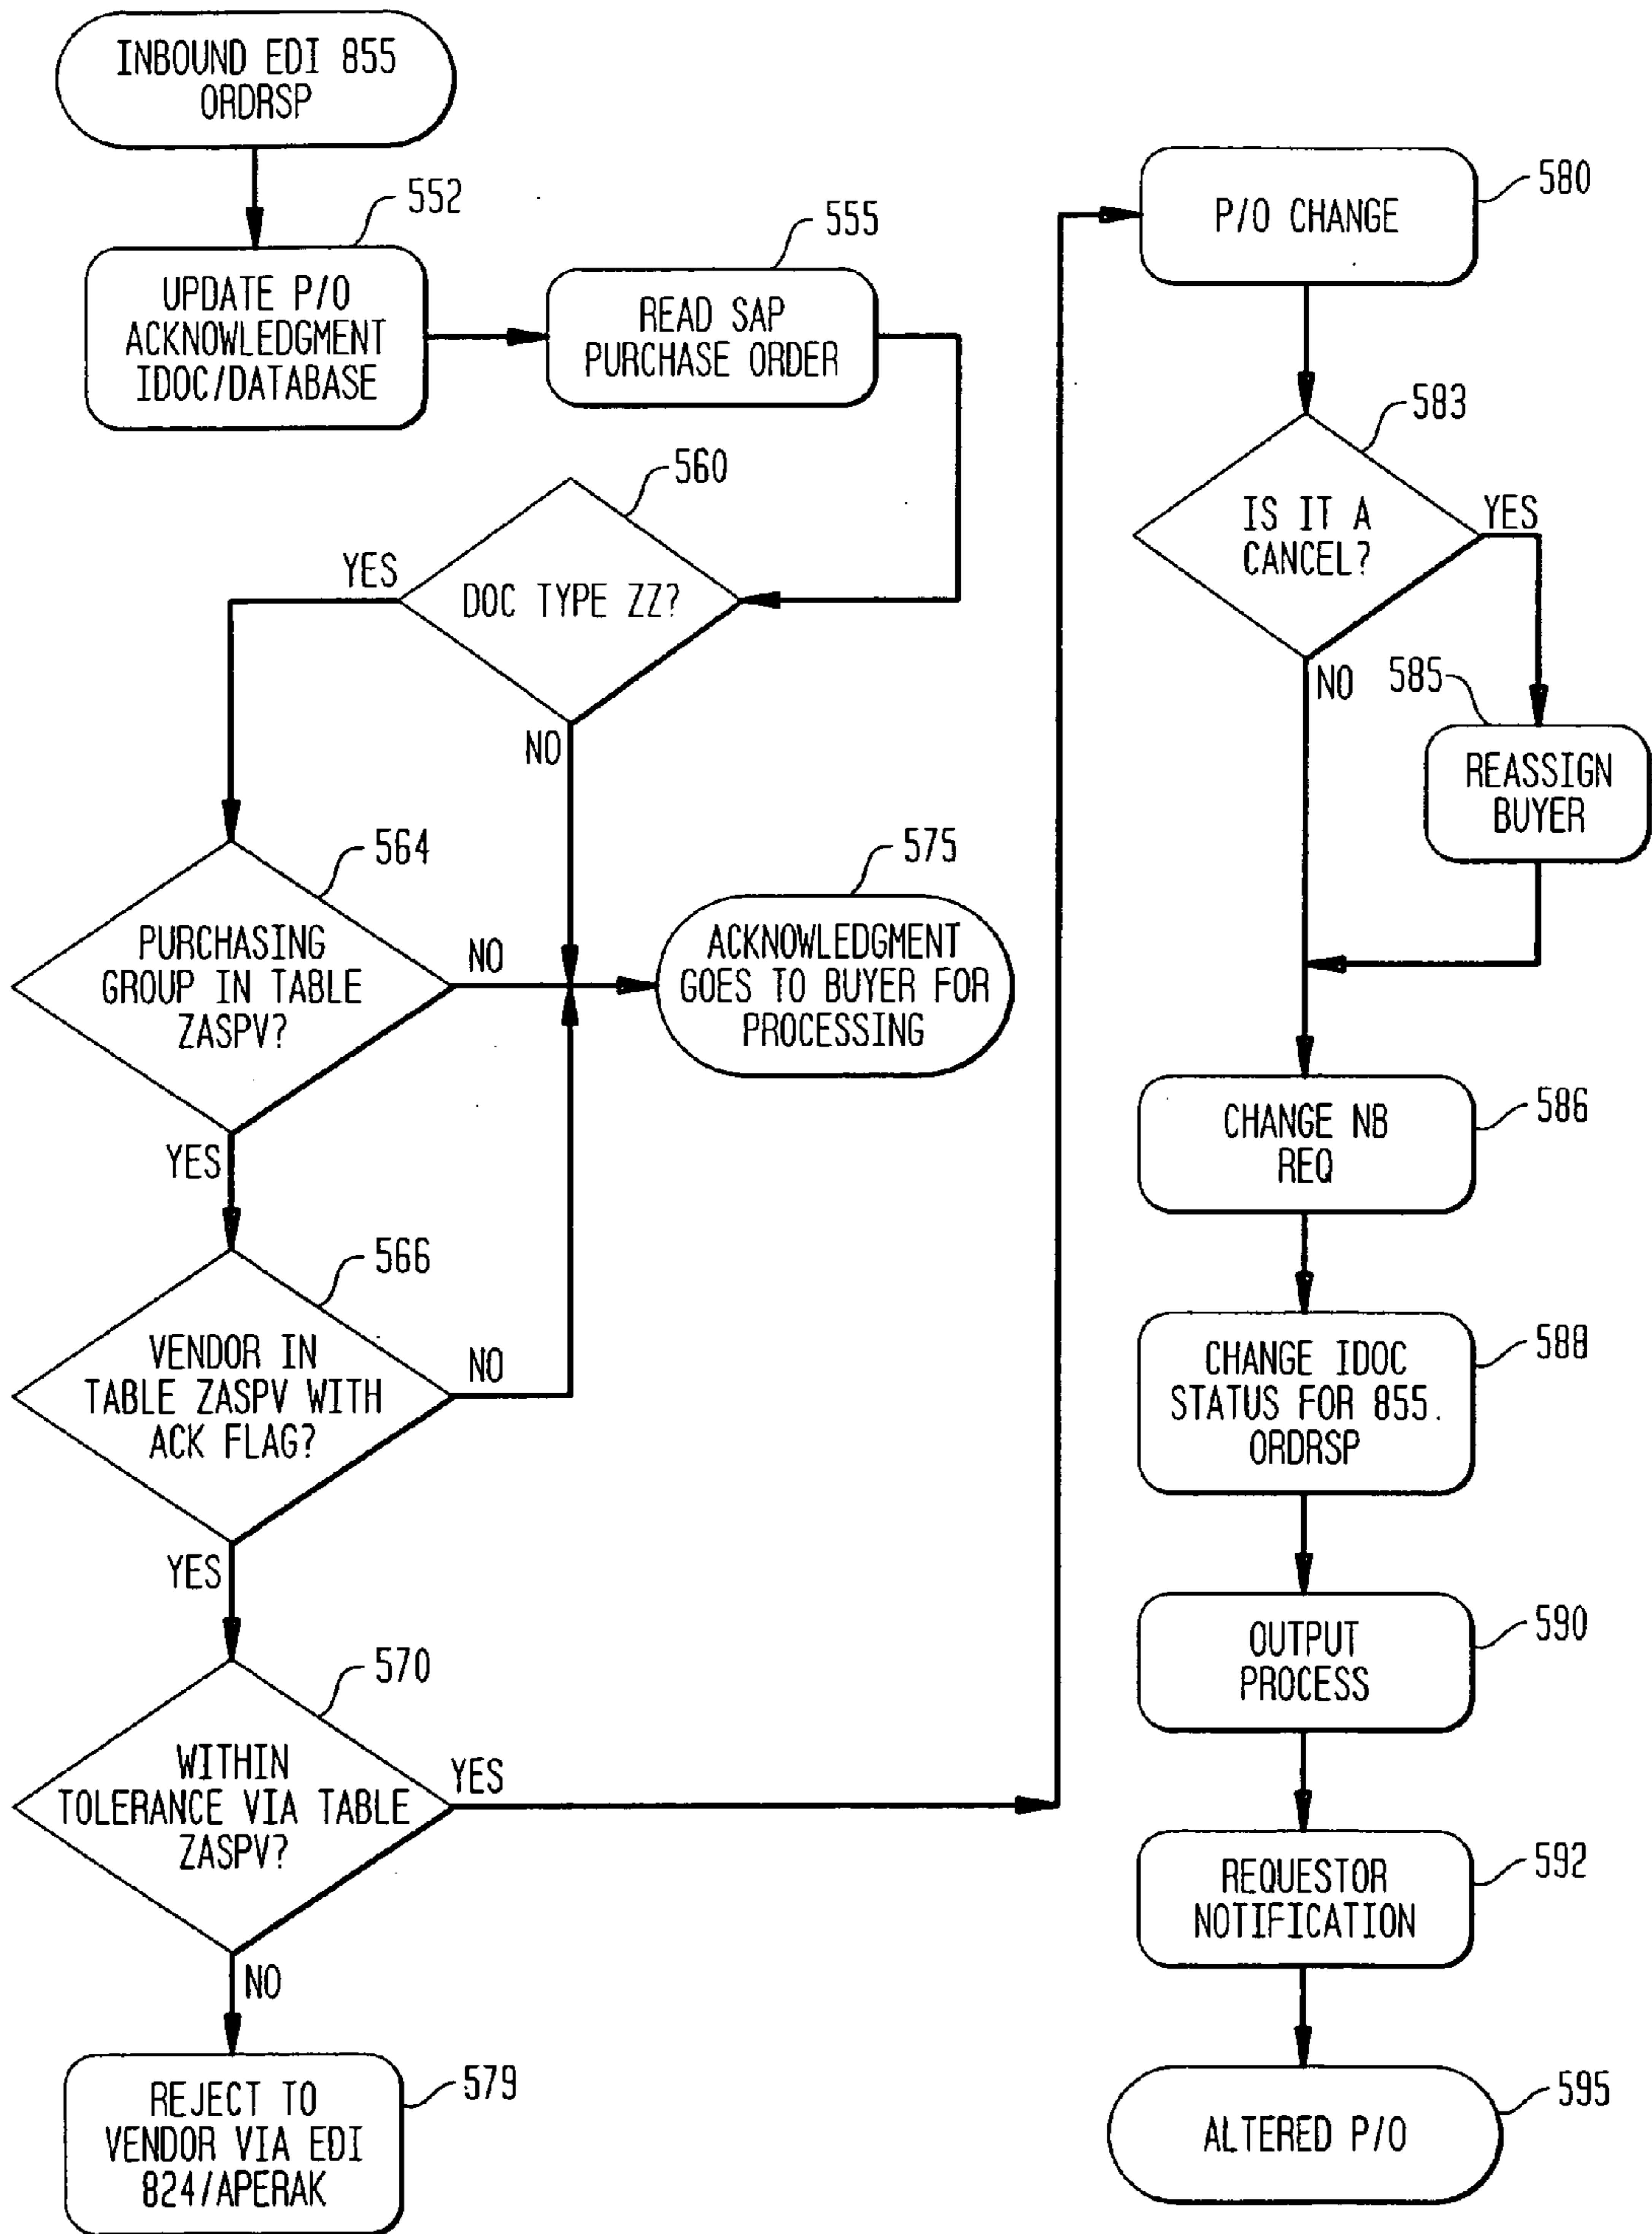 INBOUND EDI 855
ORDRSP
552
UPDATE P/O
ACKNOWLEDGMENT
IDOC/DATABASE
555
READ SAP
PURCHASE ORDER
560
DOC TYPE ZZ?
YES
NO
564
PURCHASING
GROUP IN TABLE
ZASPV?
NO
YES
575
ACKNOWLEDGMENT
GOES TO BUYER FOR
PROCESSING
566
VENDOR IN
TABLE ZASPV WITH
ACK FLAG?
NO
YES
570
WITHIN
TOLERANCE VIA TABLE
ZASPV?
YES
NO
579
REJECT TO
VENDOR VIA EDI
824/APERAK
580
P/O CHANGE
583
IS IT A
CANCEL?
YES
NO
585
REASSIGN
BUYER
586
CHANGE NB
REQ
588
CHANGE IDOC
STATUS FOR 855.
ORDRSP
590
OUTPUT
PROCESS
592
REQUESTOR
NOTIFICATION
595
ALTERED P/O